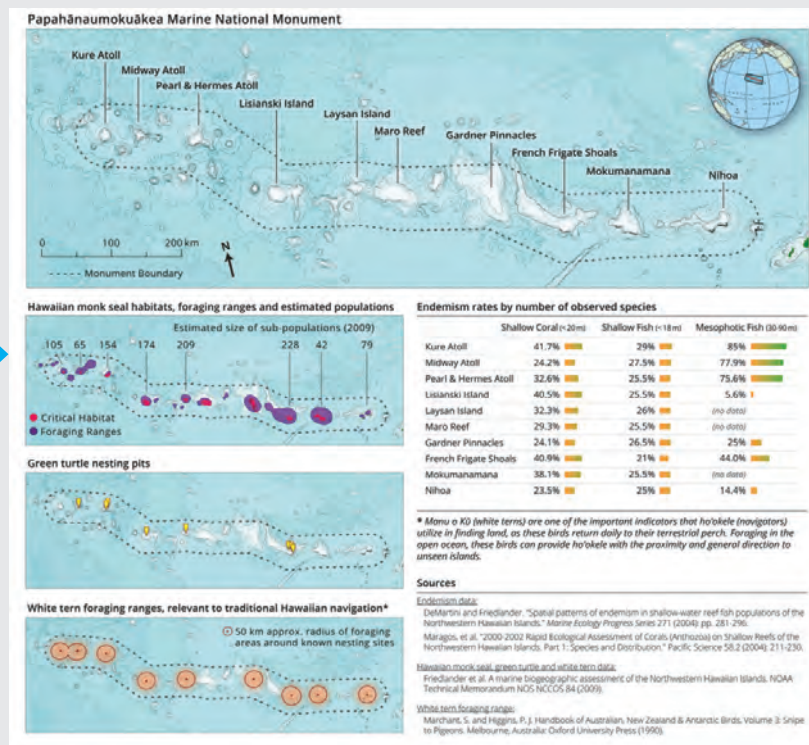 Papahānaumokuākea Marine National Monument
Kure Atoll
Midway Atoll
Pearl & Hermes Atoll
Lisianski Island
Laysan Island
Maro Reef
Gardner Pinnacles
French Frigate Shoals
Mokumanamana
Nihoa
0 100 200 km
N
Monument Boundary
Hawaiian monk seal habitats, foraging ranges and estimated populations
Estimated size of sub-populations (2009)
105 65 154 174 209 228 42 79
Critical Habitat
Foraging Ranges
Green turtle nesting pits
White tern foraging ranges, relevant to traditional Hawaiian navigation*
50 km approx. radius of foraging
areas around known nesting sites
Endemism rates by number of observed species
Shallow Coral (<20 m) Shallow Fish (<18 m) Mesophotic Fish (30-90 m)
Kure Atoll 41.7% 29% 85%
Midway Atoll 24.2% 27.5% 77.9%
Pearl & Hermes Atoll 32.6% 25.5% 75.6%
Lisianski Island 40.5% 25.5% 5.6%
Laysan Island 32.3% 26% (no data)
Maro Reef 29.3% 25.5% (no data)
Gardner Pinnacles 24.1% 26.5% 25%
French Frigate Shoals 40.9% 21% 44.0%
Mokumanamana 38.1% 25.5% (no data)
Nihoa 23.5% 25% 14.4%
* Manu o Kū (white terns) are one of the important indicators that ho'okele (navigators)
utilize in finding land, as these birds return daily to their terrestrial perch. Foraging in the
open ocean, these birds can provide ho'okele with the proximity and general direction to
unseen islands.
Sources
Endemism data:
DeMartini and Friedlander. "Spatial patterns of endemism in shallow-water reef fish populations of the
Northwestern Hawaiian Islands." Marine Ecology Progress Series 271 (2004): pp. 281-296.
Maragos, et al. "2000-2002 Rapid Ecological Assessment of Corals (Anthozoa) on Shallow Reefs of the
Northwestern Hawaiian Islands. Part 1: Species and Distribution." Pacific Science 58.2 (2004): 211-230.
Hawaiian monk seal, green turtle and white tern data:
Friedlander et al. A marine biogeographic assessment of the Northwestern Hawaiian Islands. NOAA
Technical Memorandum NOS NCCOS 84 (2009).
White tern foraging range:
Marchant, S. and Higgins, P. J. Handbook of Australian, New Zealand & Antarctic Birds. Volume 3: Snipe
to Pigeons. Melbourne, Australia: Oxford University Press (1990).